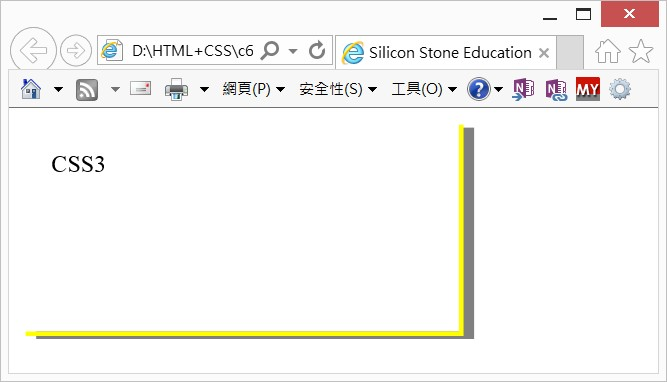 D:\HTML+CSS\c6
Silicon Stone Education
網頁(P) 安全性(S) 工具(O) MY
CSS3